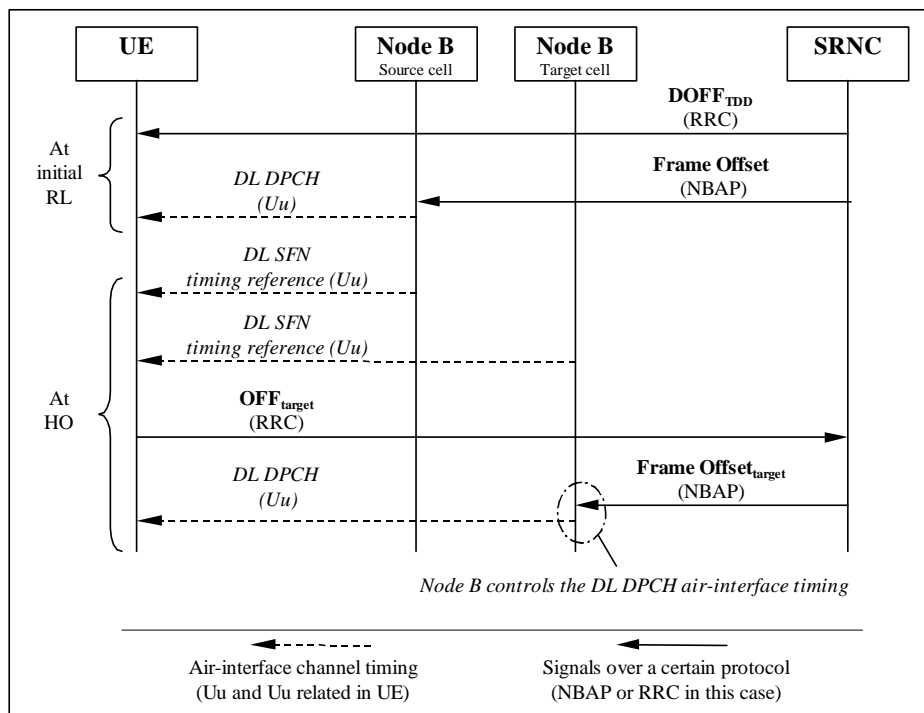 UE
Node B
Source cell
Node B
Target cell
SRNC
DOFFTDD
(RRC)
At
initial
RL
Frame Offset
(NBAP)
DL DPCH
(Uu)
DL SFN
timing reference (Uu)
DL SFN
timing reference (Uu)
At
HO
OFFtarget
(RRC)
Frame Offsettarget
(NBAP)
DL DPCH
(Uu)
Node B controls the DL DPCH air-interface timing
Air-interface channel timing
(Uu and Uu related in UE)
Signals over a certain protocol
(NBAP or RRC in this case)